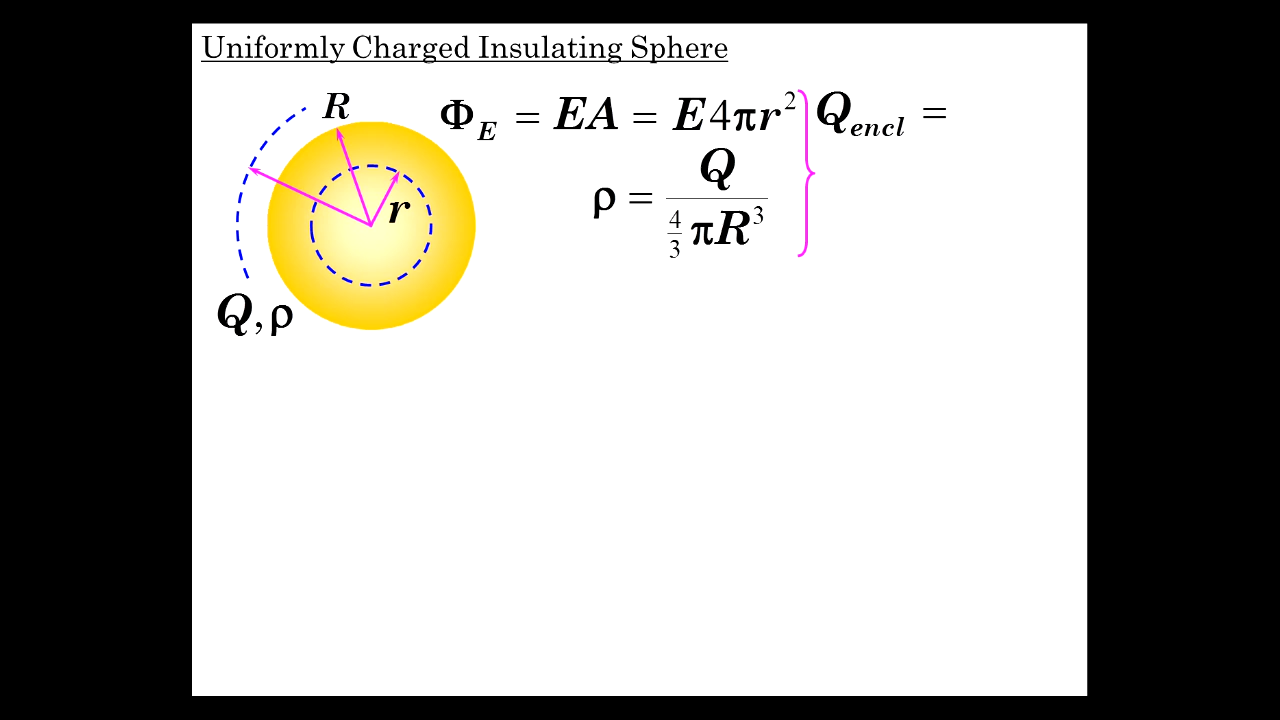 Uniformly Charged Insulating Sphere
R
r
Q, ρ
Φ_E = EA = E4πr² } Q_encl =
ρ = Q / (4/3 πR³)